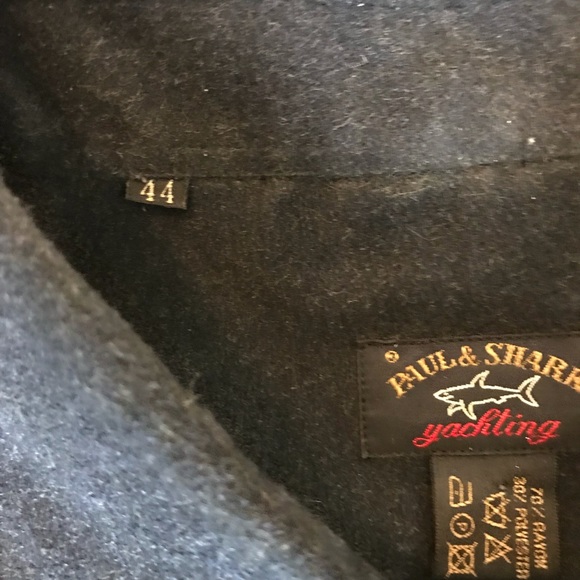 44
PAUL & SHARK
yachting
70% RAYON
30% POLYESTER